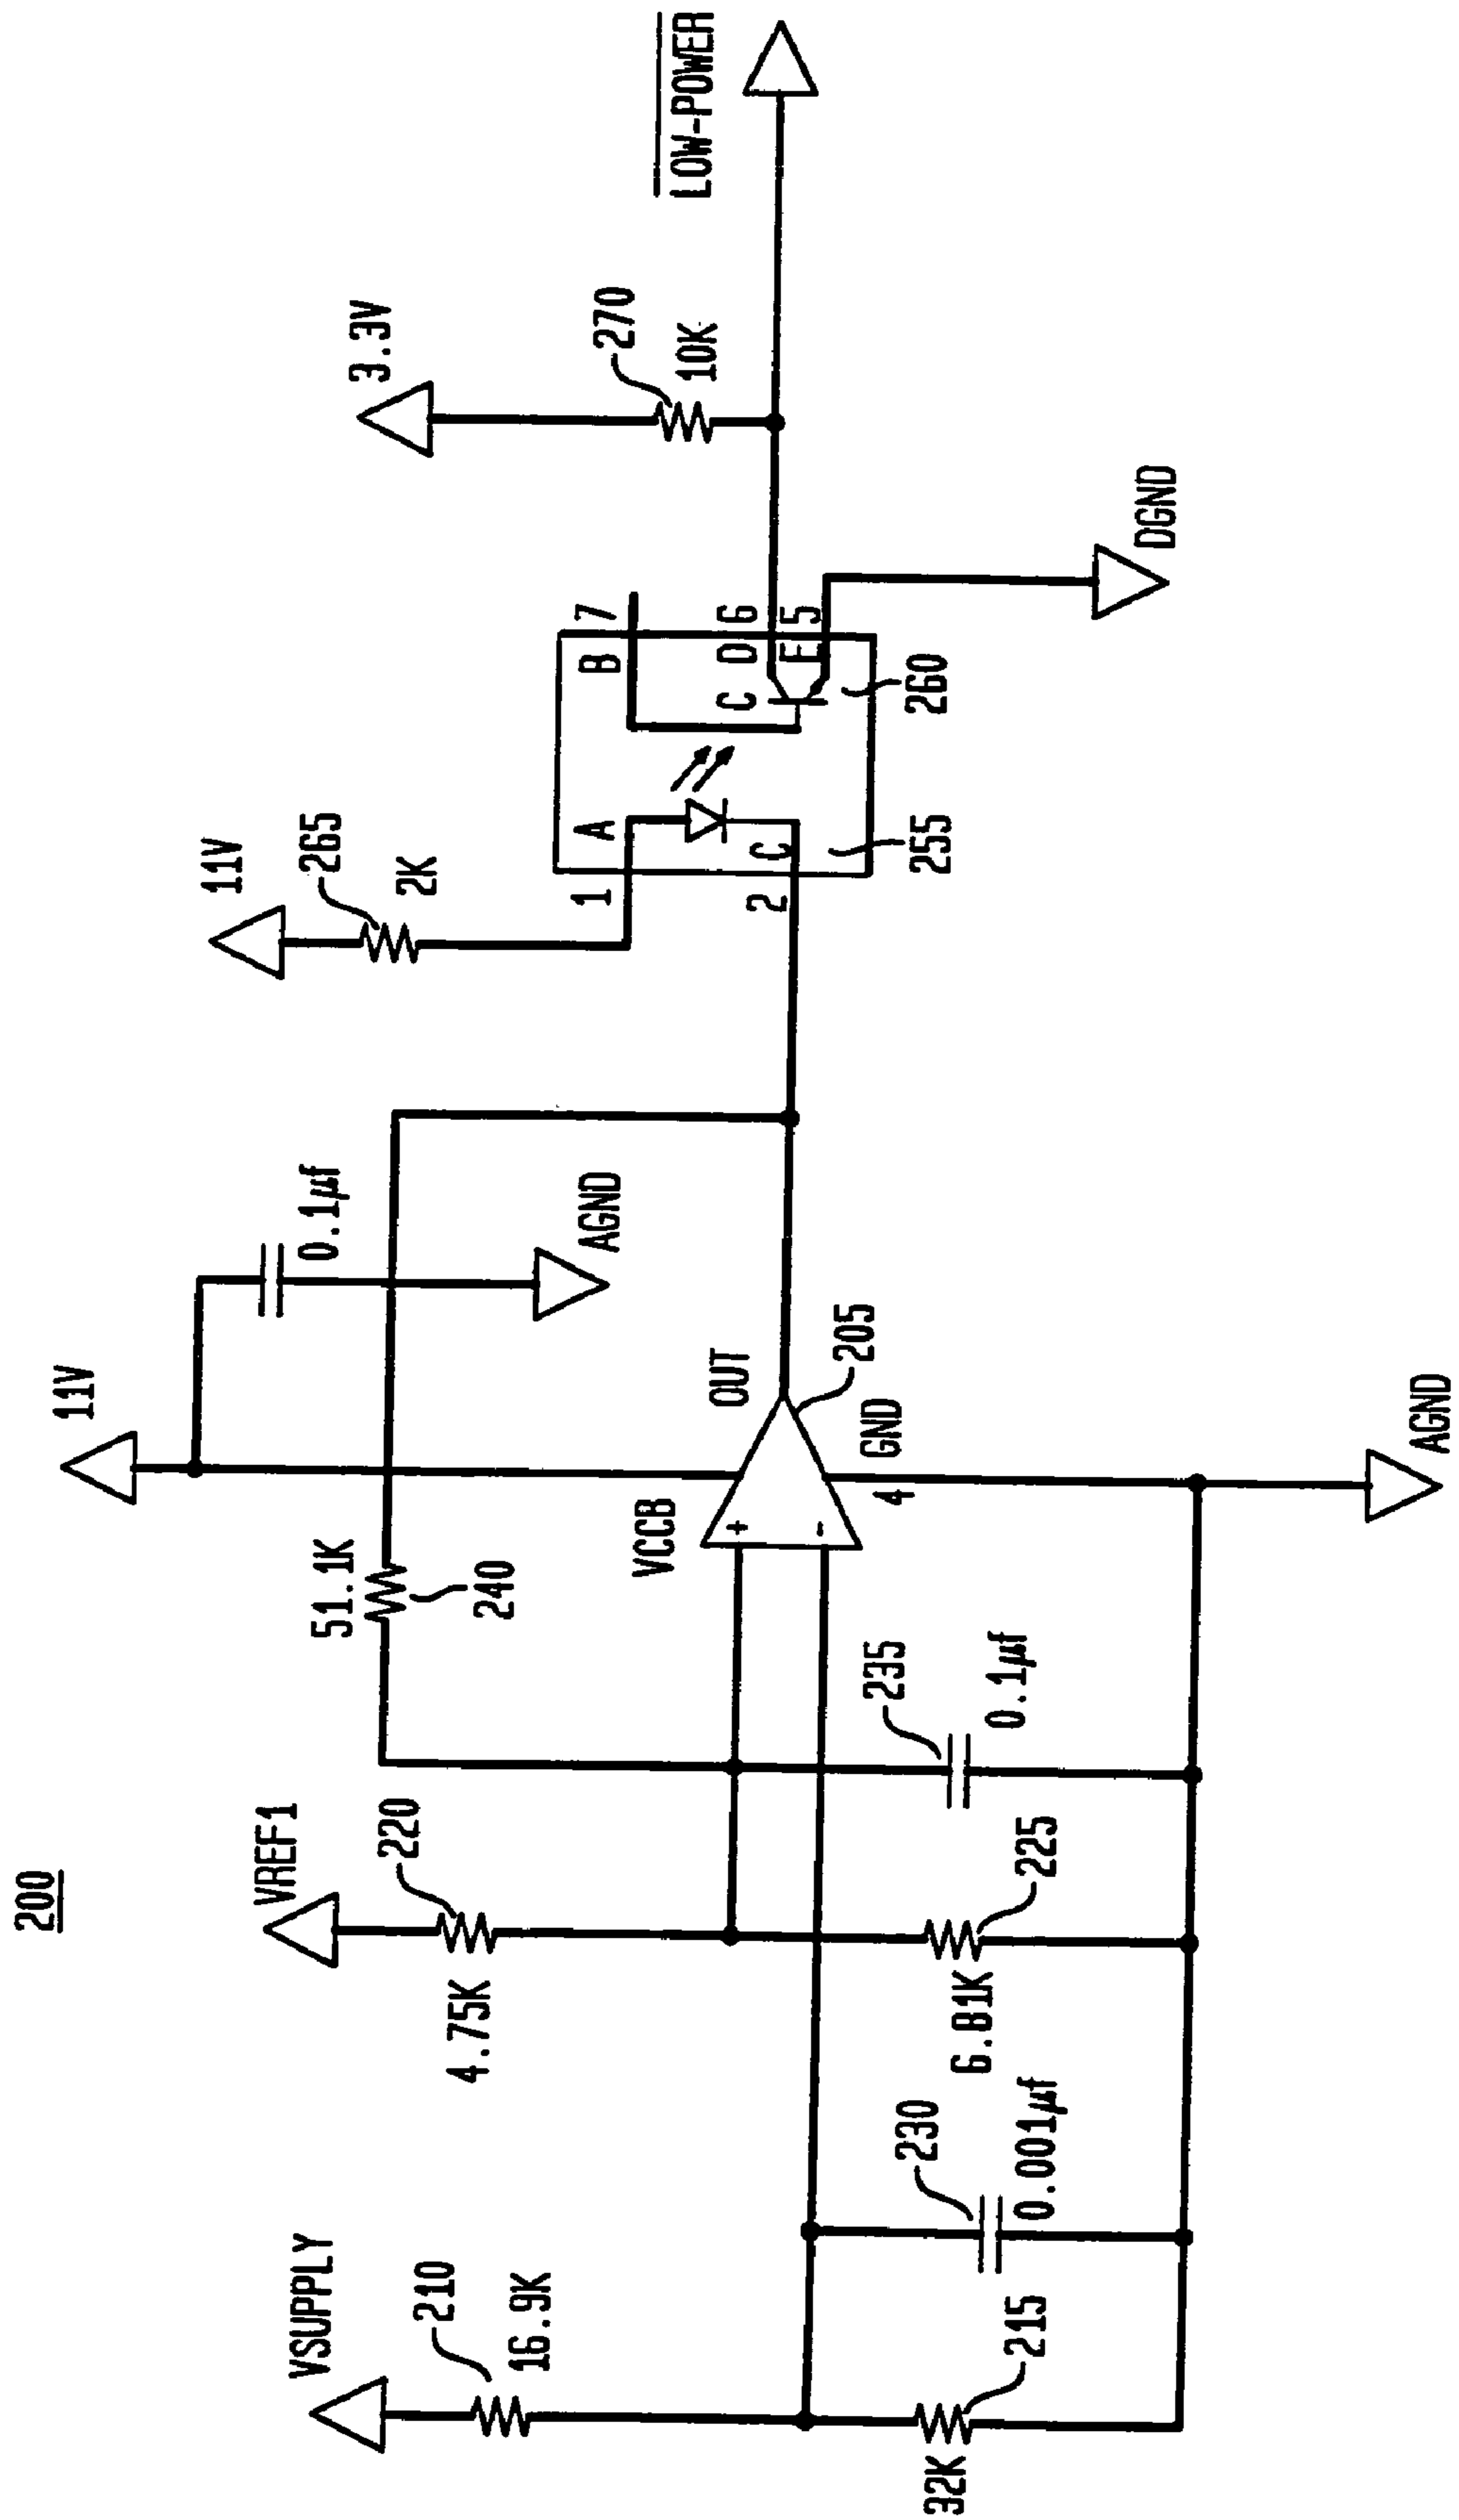 200
VSUPPLY
210
16.9K
32K
215
230
0.001µf
VREF1
220
4.75K
6.81K
225
235
0.1µf
51.1K
240
11V
VCCB
+
-
OUT
205
GND
4
AGND
0.1µf
AGND
11V
265
2K
1
A
2
C
255
B
7
C
D
6
E
5
260
DGND
3.3V
270
10K
LOW-POWER